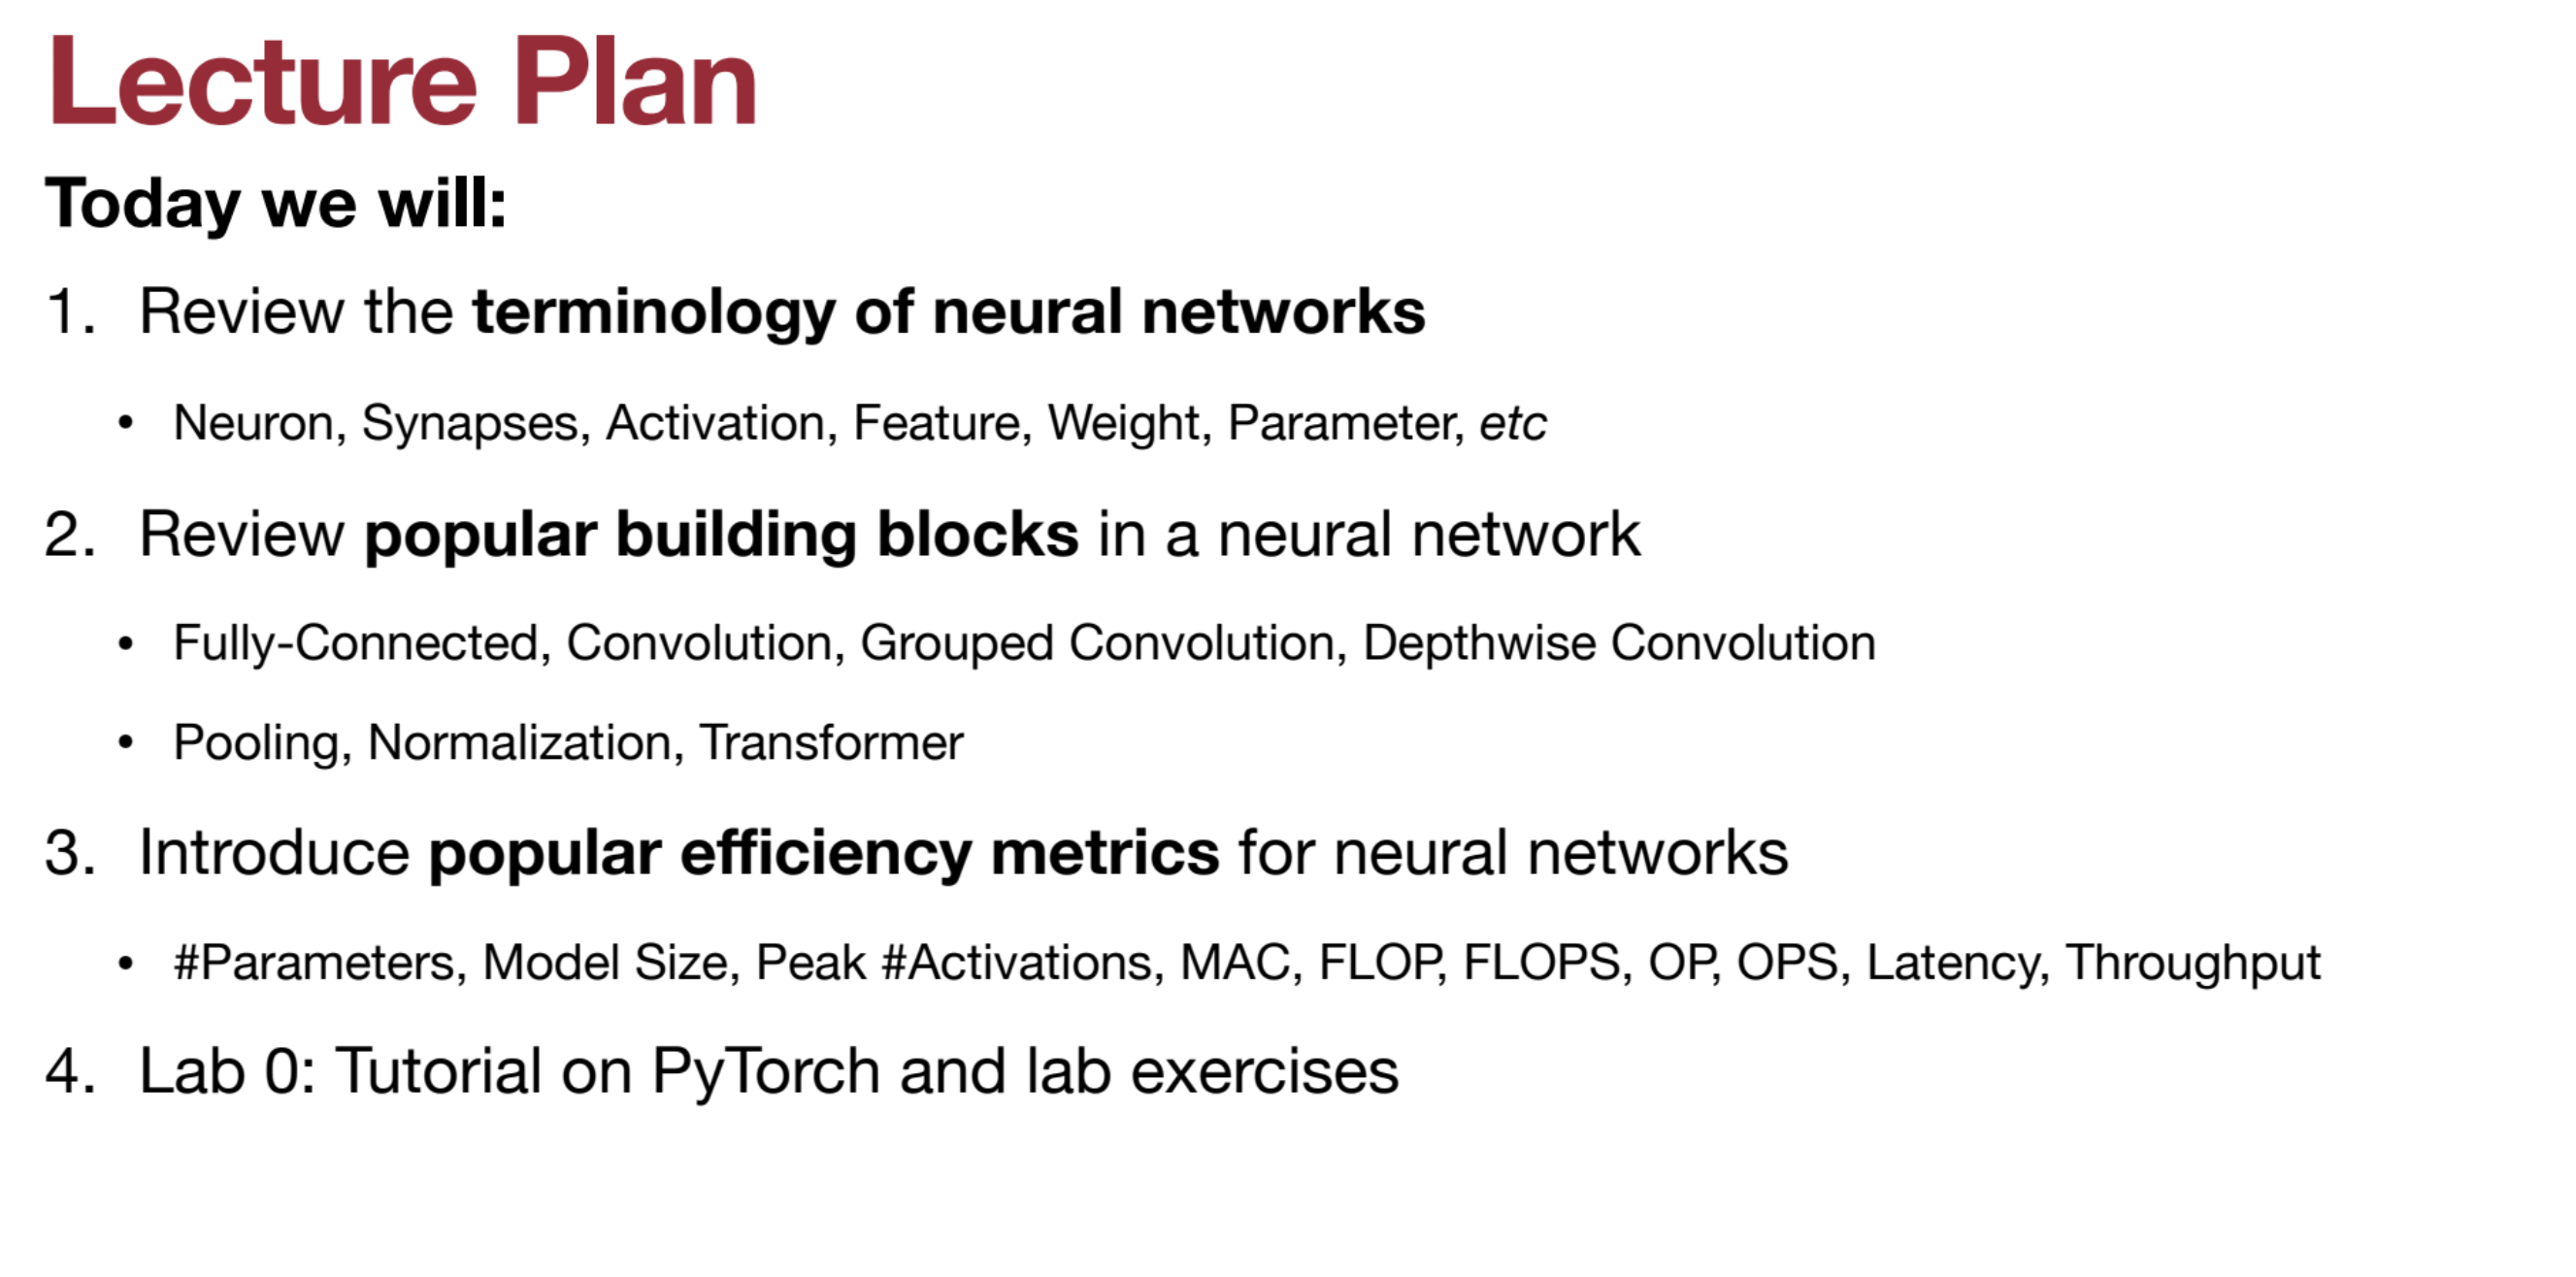 Lecture Plan
Today we will:
1. Review the terminology of neural networks
• Neuron, Synapses, Activation, Feature, Weight, Parameter, etc
2. Review popular building blocks in a neural network
• Fully-Connected, Convolution, Grouped Convolution, Depthwise Convolution
• Pooling, Normalization, Transformer
3. Introduce popular efficiency metrics for neural networks
• #Parameters, Model Size, Peak #Activations, MAC, FLOP, FLOPS, OP, OPS, Latency, Throughput
4. Lab 0: Tutorial on PyTorch and lab exercises